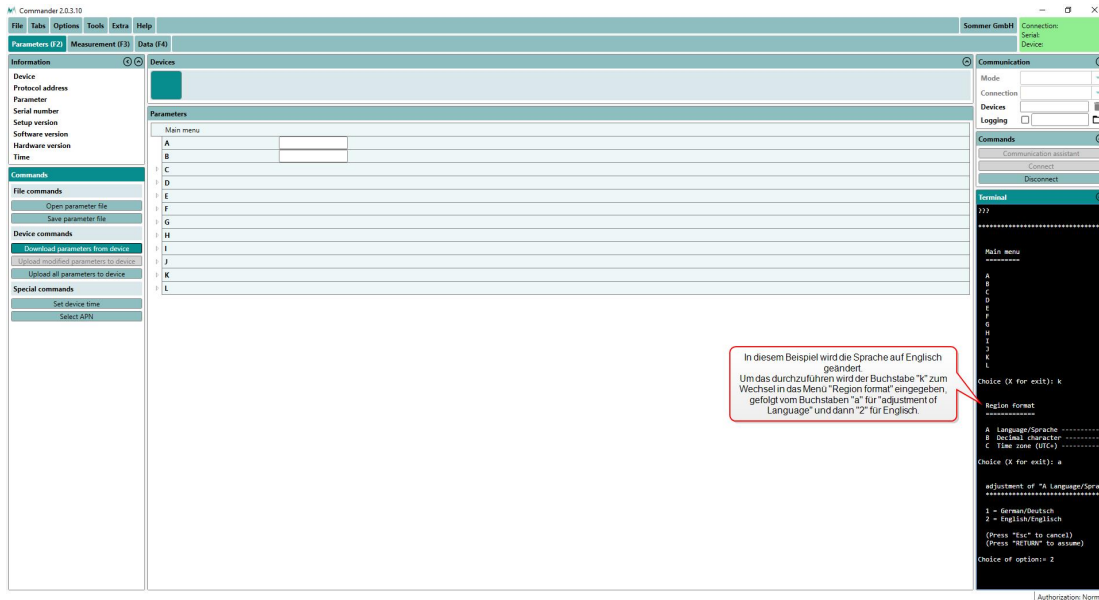 Commander 2.0.3.10
File Tabs Options Tools Extra Help
Sommer GmbH
Connection:
Serial:
Device:
Parameters (F2) Measurement (F3) Data (F4)
Information
Device
Protocol address
Parameter
Serial number
Setup version
Software version
Hardware version
Time
Commands
File commands
Open parameter file
Save parameter file
Device commands
Download parameters from device
Upload modified parameters to device
Upload all parameters to device
Special commands
Set device time
Select APN
Devices
Parameters
Main menu
A
B
C
D
E
F
G
H
I
J
K
L
In diesem Beispiel wird die Sprache auf Englisch
geändert.
Um das durchzuführen wird der Buchstabe "k" zum
Wechsel in das Menü "Region format" eingegeben,
gefolgt vom Buchstaben "a" für "adjustment of
Language" und dann "2" für Englisch.
Communication
Mode
Connection
Devices
Logging
Commands
Communication assistant
Connect
Disconnect
Terminal
???
********************************
Main menu
=========
A
B
C
D
E
F
G
H
I
J
K
L
Choice (X for exit): k
Region format
=============
A Language/Sprache ----------
B Decimal character ---------
C Time zone (UTC+) ----------
Choice (X for exit): a
adjustment of "A Language/Spra
******************************
1 = German/Deutsch
2 = English/Englisch
(Press "Esc" to cancel)
(Press "RETURN" to assume)
Choice of option:= 2
Authorization: Norm